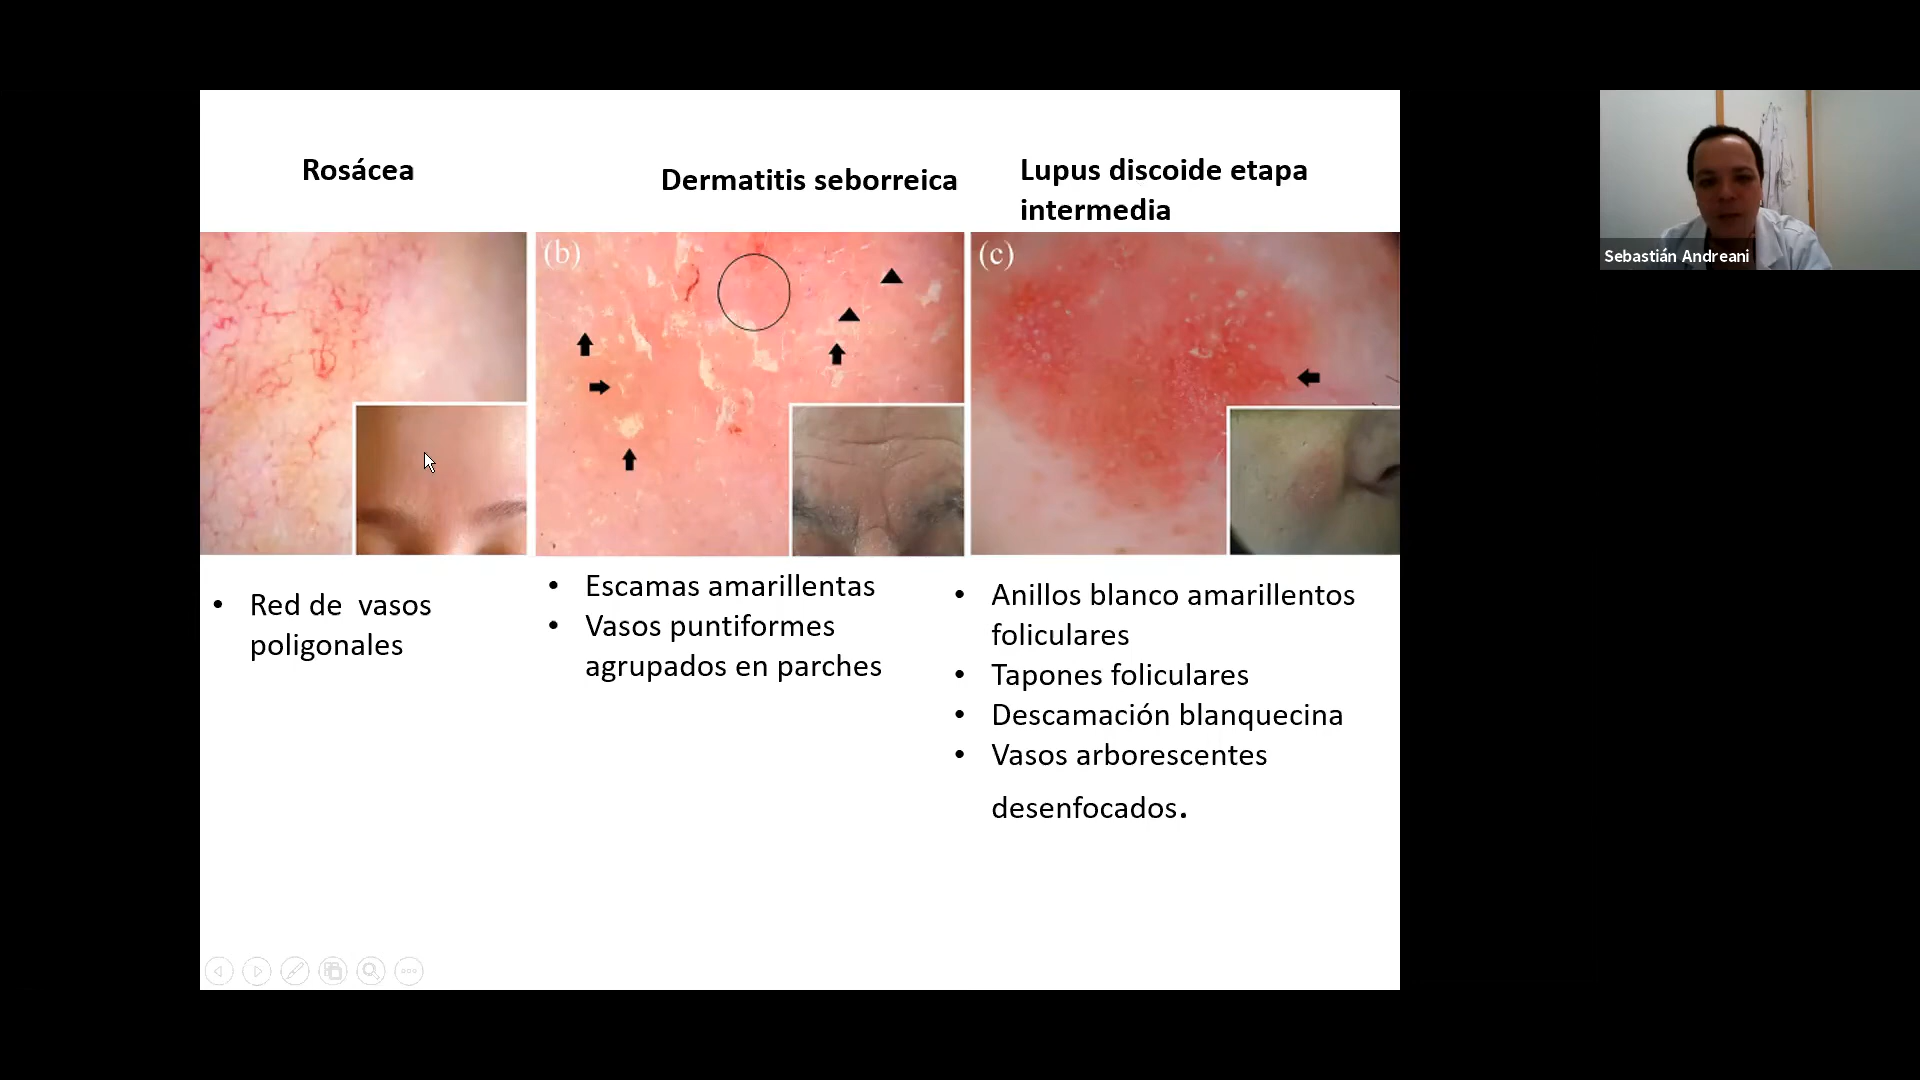 Rosácea
Dermatitis seborreica
Lupus discoide etapa
intermedia
(b)
(c)
• Red de vasos
poligonales
• Escamas amarillentas
• Vasos puntiformes
agrupados en parches
• Anillos blanco amarillentos
foliculares
• Tapones foliculares
• Descamación blanquecina
• Vasos arborescentes
desenfocados.
Sebastián Andreani